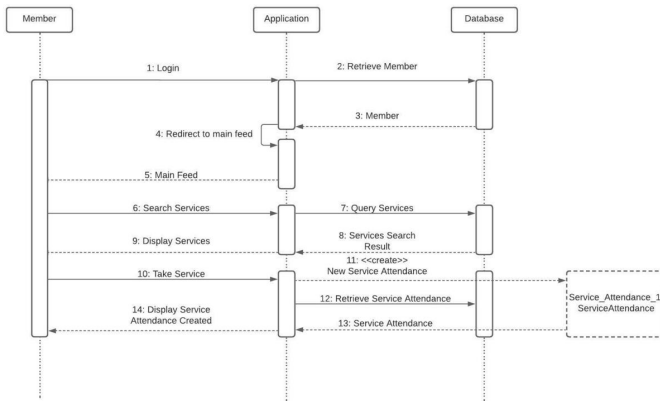 Member
Application
Database
1: Login
2: Retrieve Member
3: Member
4: Redirect to main feed
5: Main Feed
6: Search Services
7: Query Services
8: Services Search
Result
9: Display Services
10: Take Service
11: <<create>>
New Service Attendance
Service_Attendance_1
ServiceAttendance
12: Retrieve Service Attendance
13: Service Attendance
14: Display Service
Attendance Created